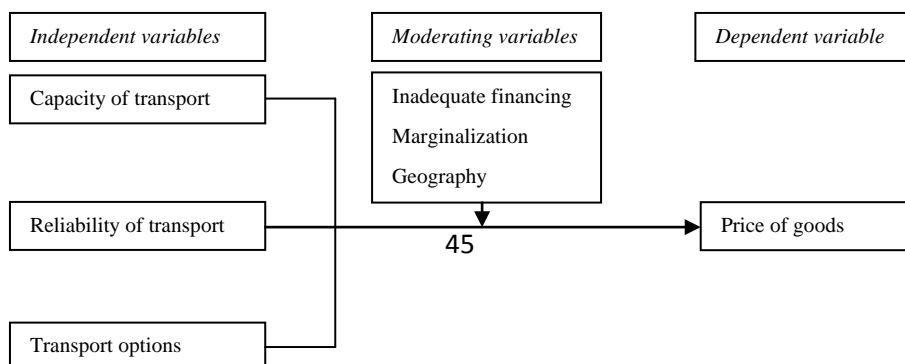 Independent variables
Moderating variables
Dependent variable
Capacity of transport
Inadequate financing
Marginalization
Geography
Reliability of transport
Price of goods
45
Transport options